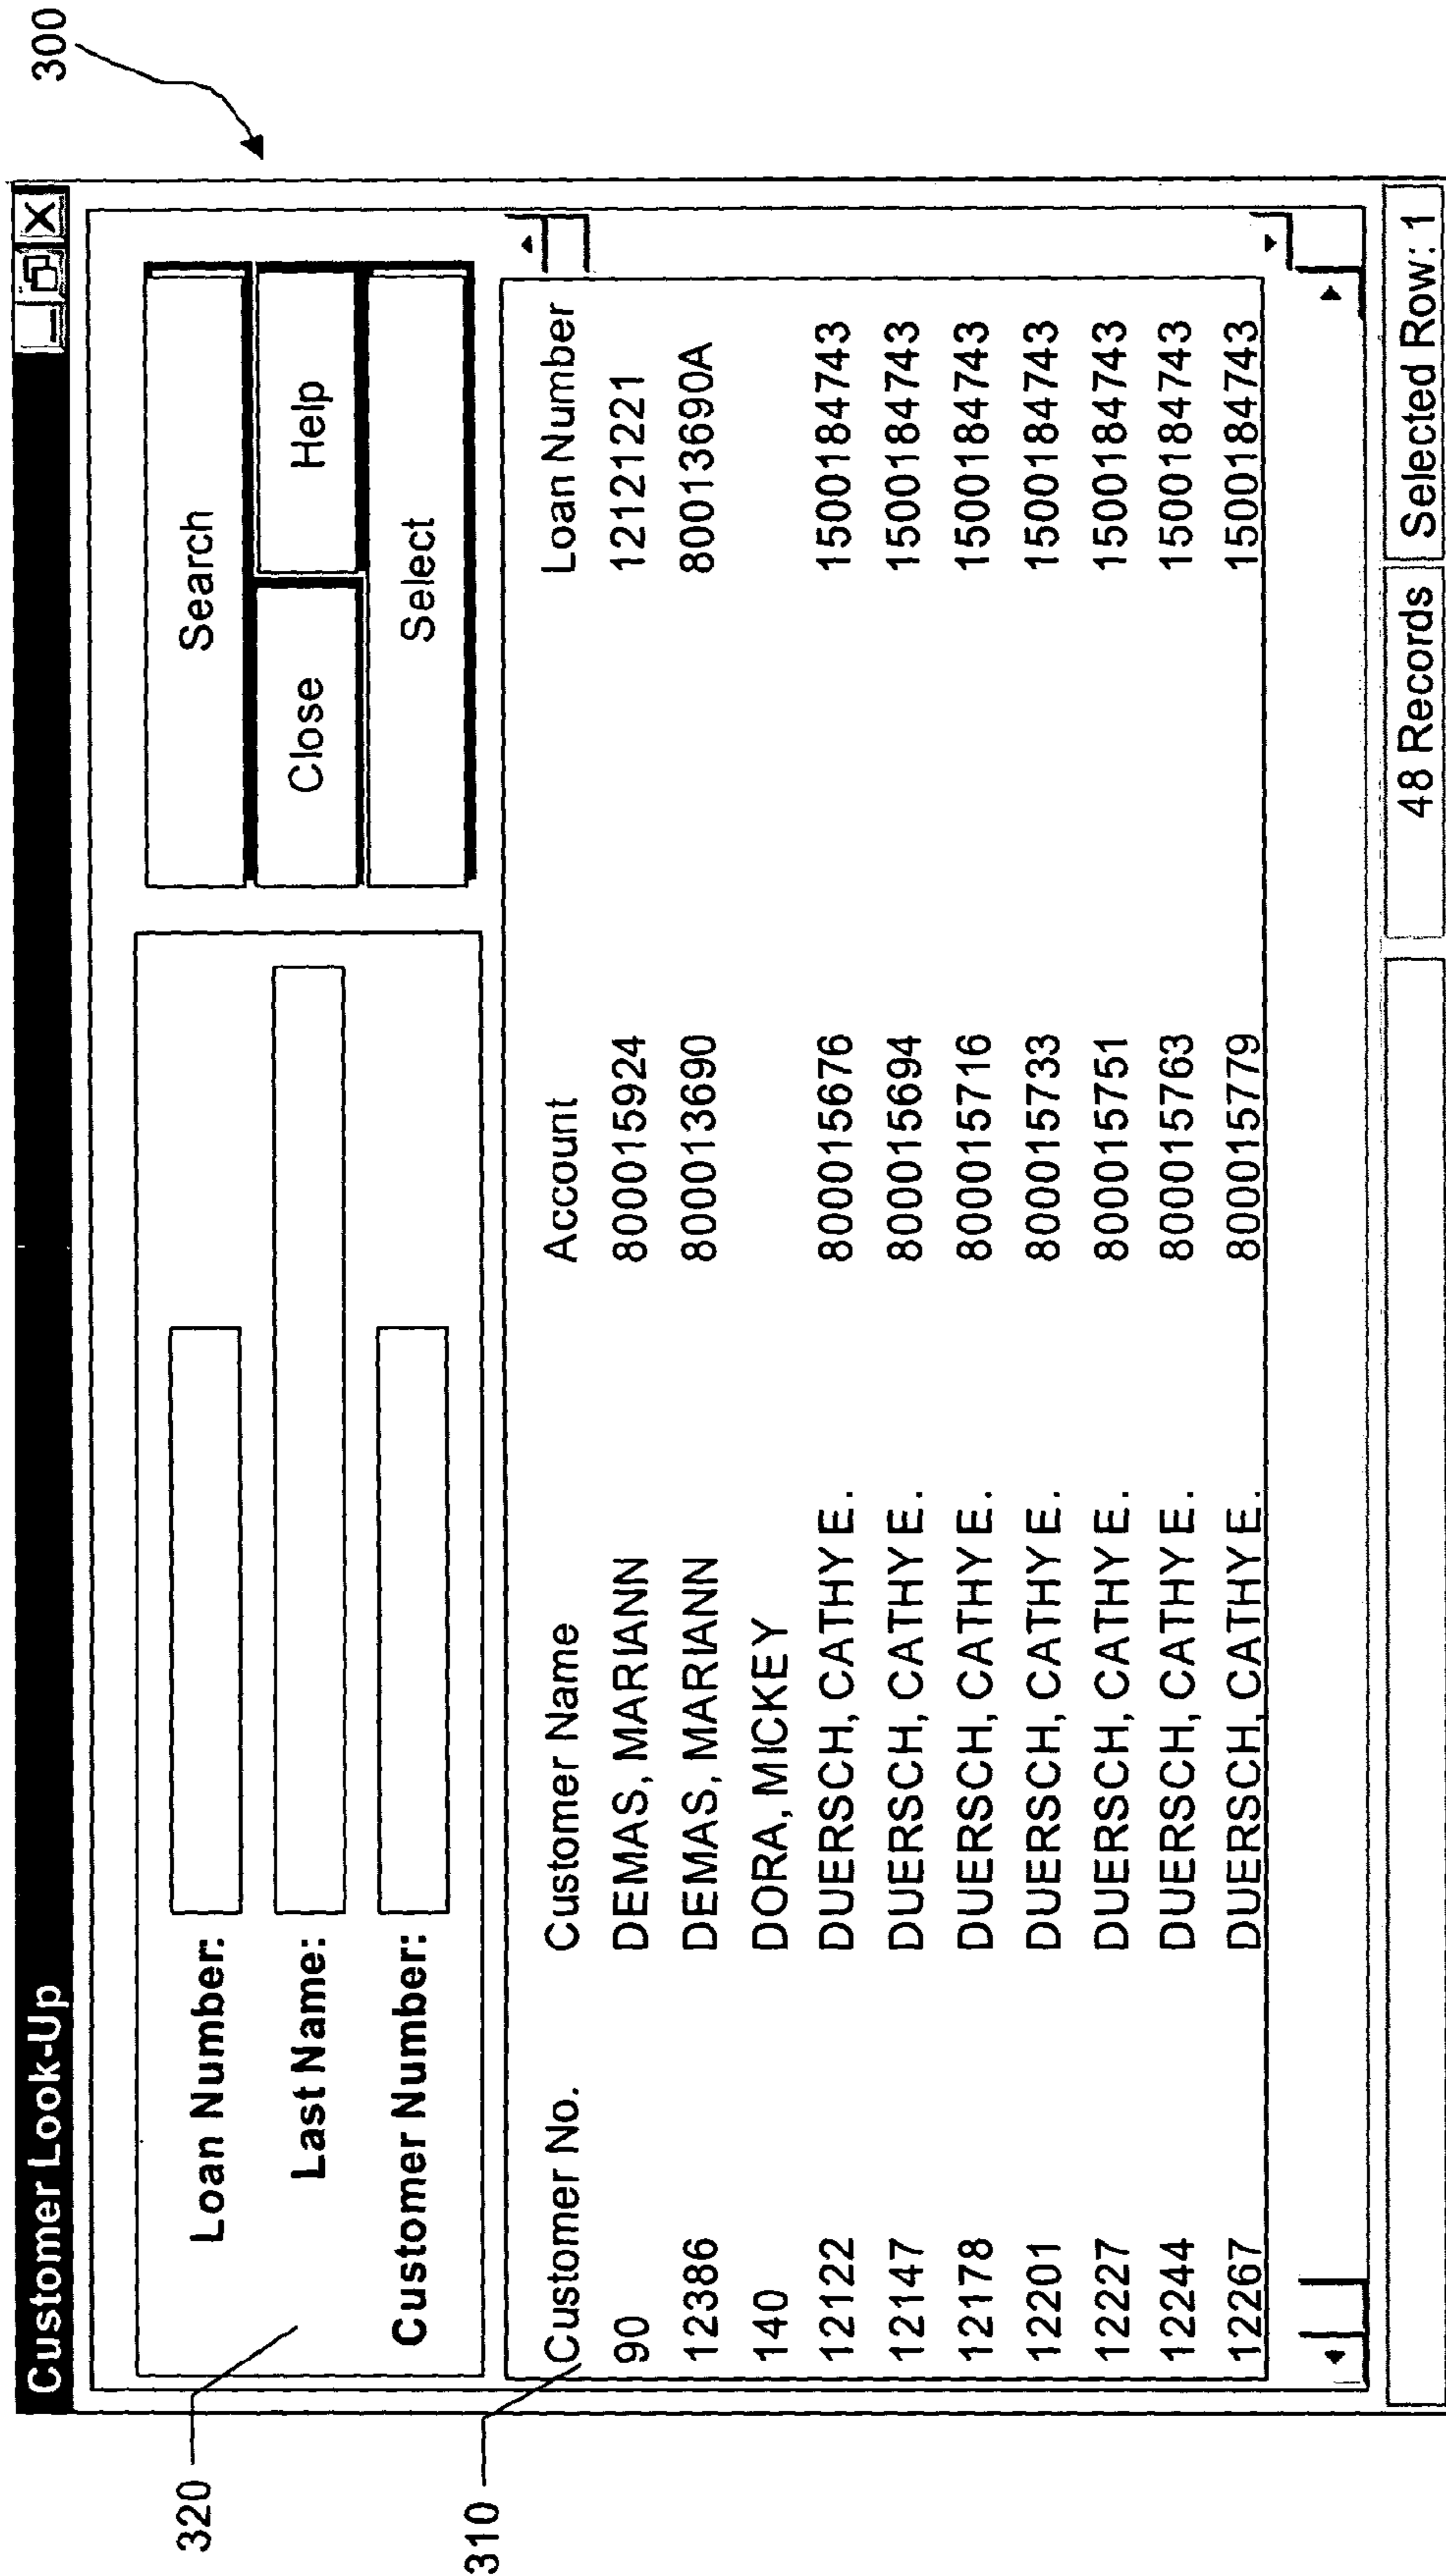 300
Customer Look-Up
Loan Number:
Last Name:
Customer Number:
Search
Close Help
Select
320
310
Customer No. Customer Name Account Loan Number
90 DEMAS, MARIANN 800015924 12121221
12386 DEMAS, MARIANN 800013690 80013690A
140 DORA, MICKEY
12122 DUERSCH, CATHY E. 800015676 1500184743
12147 DUERSCH, CATHY E. 800015694 1500184743
12178 DUERSCH, CATHY E. 800015716 1500184743
12201 DUERSCH, CATHY E. 800015733 1500184743
12227 DUERSCH, CATHY E. 800015751 1500184743
12244 DUERSCH, CATHY E. 800015763 1500184743
12267 DUERSCH, CATHY E. 800015779 1500184743
48 Records Selected Row: 1